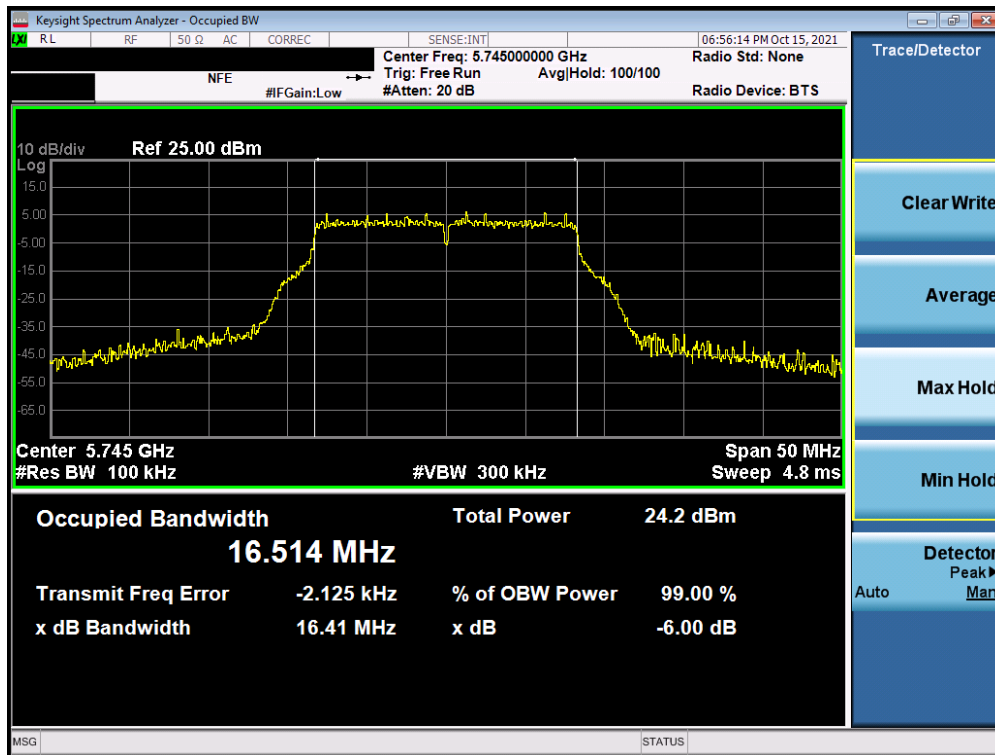 Keysight Spectrum Analyzer - Occupied BW
LXI RL RF 50 Ω AC CORREC SENSE:INT 06:56:14 PM Oct 15, 2021
Center Freq: 5.745000000 GHz Radio Std: None
NFE Trig: Free Run Avg|Hold: 100/100
#IFGain:Low #Atten: 20 dB Radio Device: BTS
Trace/Detector
10 dB/div Ref 25.00 dBm
Log
15.0
5.00
-5.00
-15.0
-25.0
-35.0
-45.0
-55.0
-65.0
Center 5.745 GHz Span 50 MHz
#Res BW 100 kHz #VBW 300 kHz Sweep 4.8 ms
Occupied Bandwidth Total Power 24.2 dBm
16.514 MHz
Transmit Freq Error -2.125 kHz % of OBW Power 99.00 %
x dB Bandwidth 16.41 MHz x dB -6.00 dB
Clear Write
Average
Max Hold
Min Hold
Detector
Peak▶
Auto Man
MSG STATUS